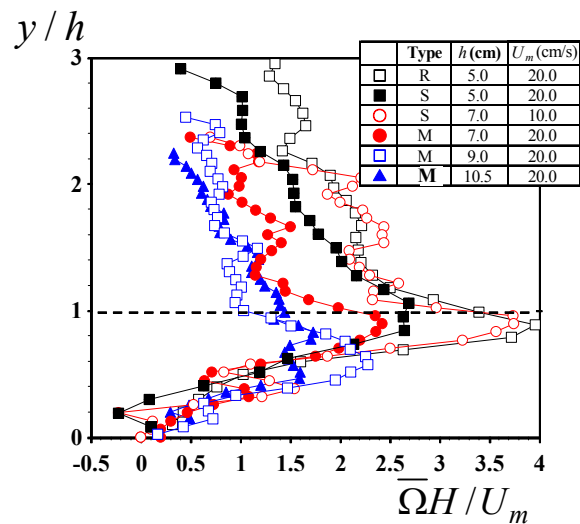 y / h
3
2
1
0
Type h (cm) U_m (cm/s)
R 5.0 20.0
S 5.0 20.0
S 7.0 10.0
M 7.0 20.0
M 9.0 20.0
M 10.5 20.0
-0.5 0 0.5 1 1.5 2 2.5 3 3.5 4
Ω̅H / U_m